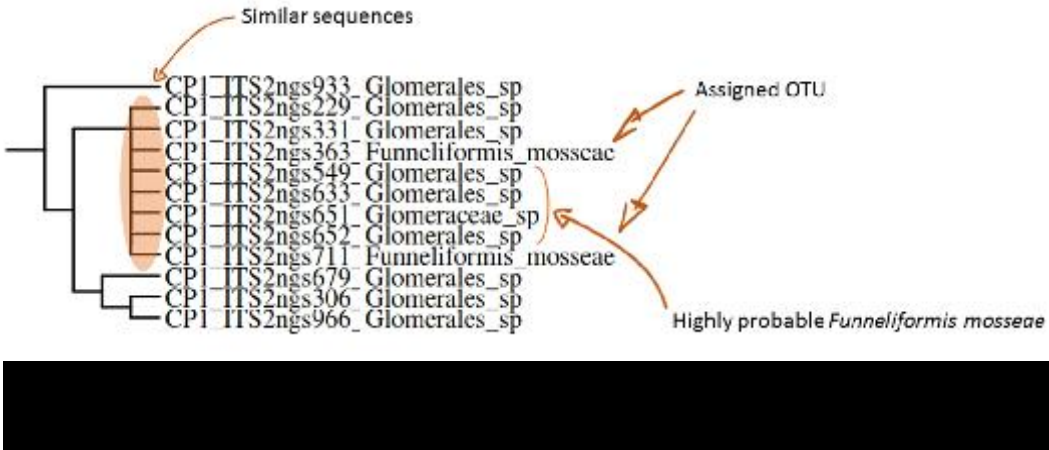 Similar sequences
CP1_ITS2ngs933_Glomerales_sp
CP1_ITS2ngs229_Glomerales_sp
CP1_ITS2ngs331_Glomerales_sp
CP1_ITS2ngs363_Funneliformis_mosseae
CP1_ITS2ngs549_Glomerales_sp
CP1_ITS2ngs633_Glomerales_sp
CP1_ITS2ngs651_Glomeraceae_sp
CP1_ITS2ngs652_Glomerales_sp
CP1_ITS2ngs711_Funneliformis_mosseae
CP1_ITS2ngs679_Glomerales_sp
CP1_ITS2ngs306_Glomerales_sp
CP1_ITS2ngs966_Glomerales_sp
Assigned OTU
Highly probable Funneliformis mosseae